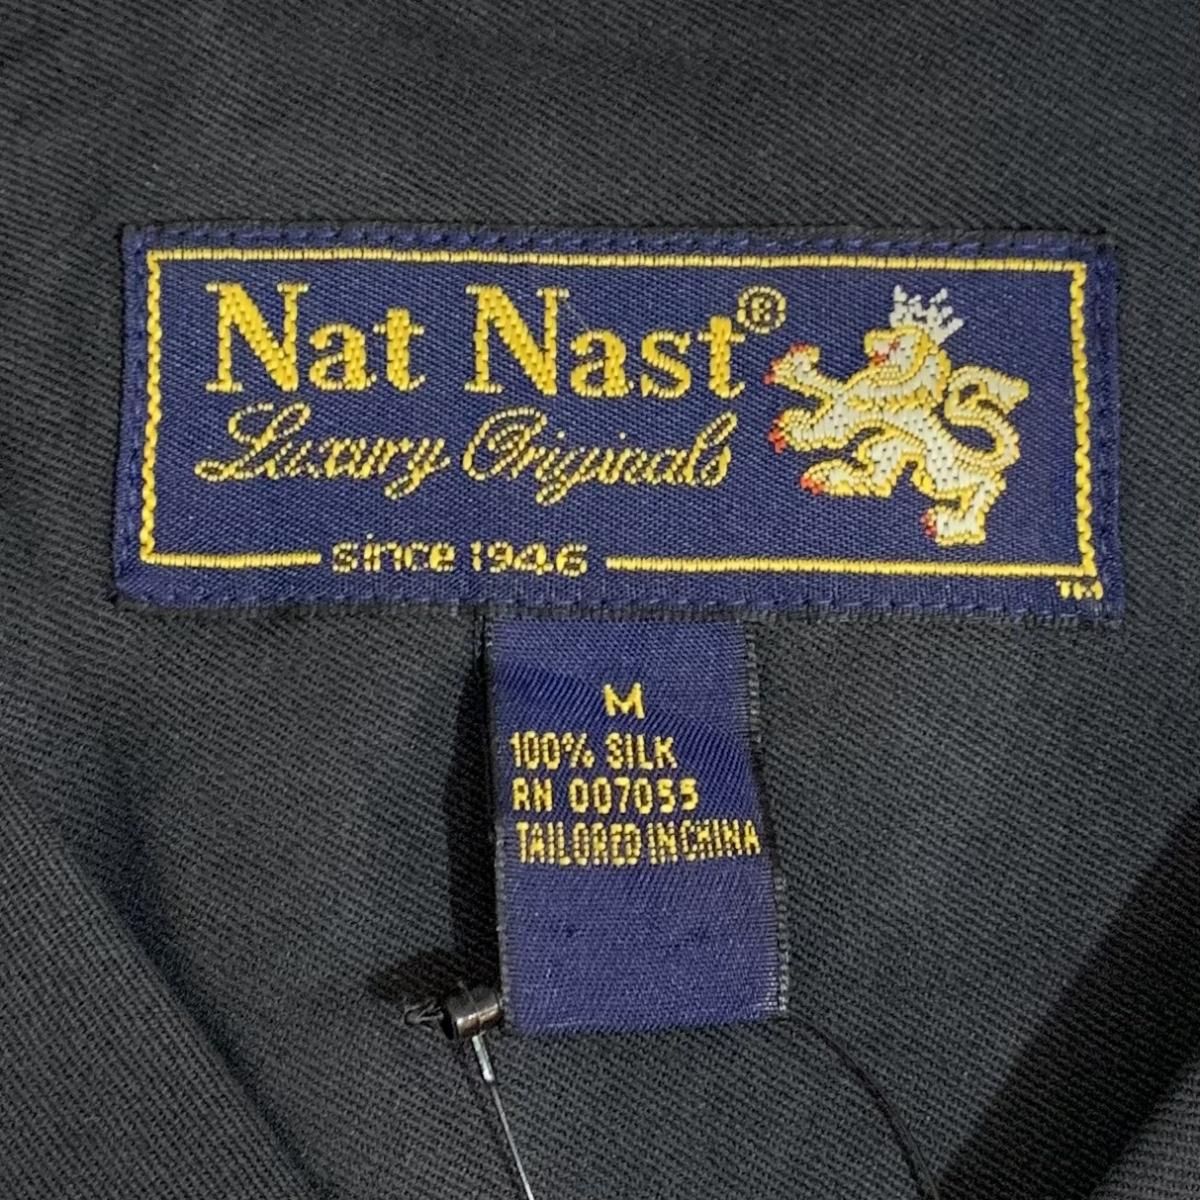 Nat Nast®
Luxury Originals
since 1946
TM
M
100% SILK
RN 007055
TAILORED IN CHINA